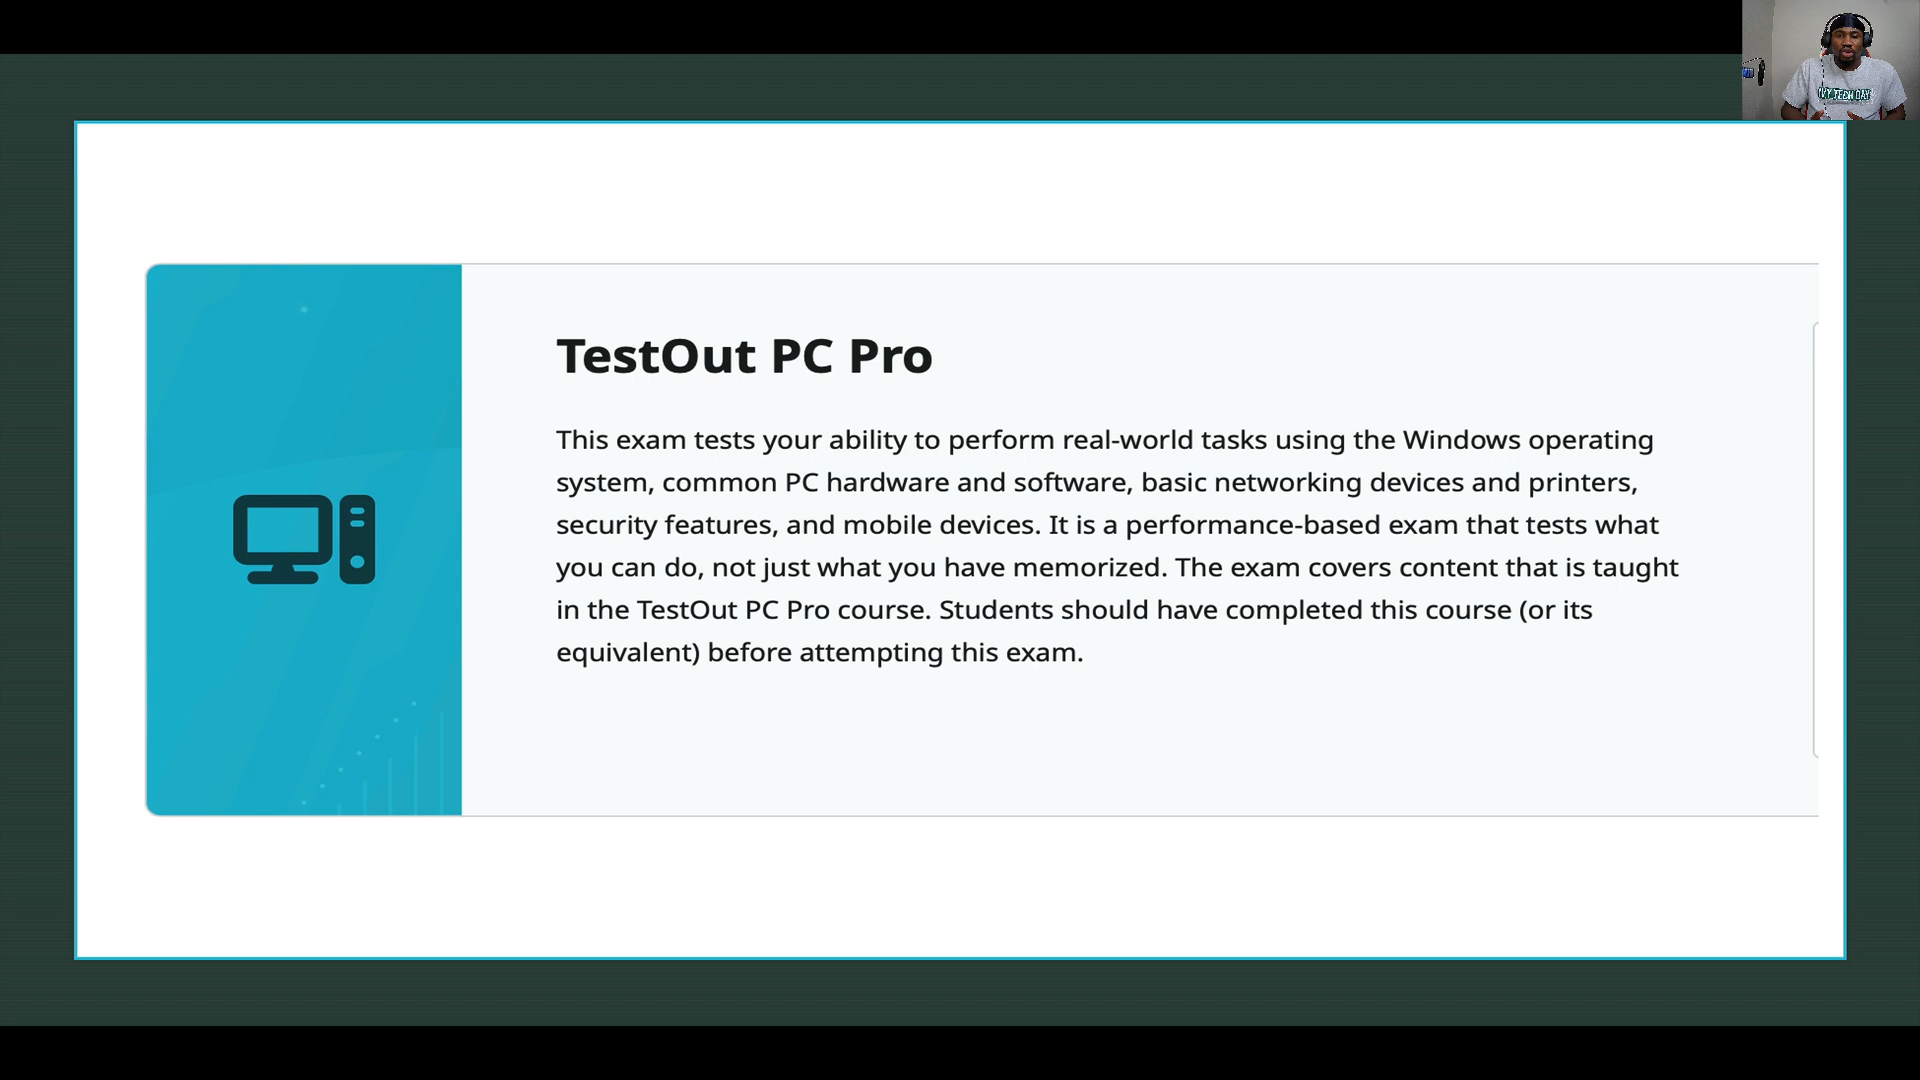 IVY TECH DAY
TestOut PC Pro
This exam tests your ability to perform real-world tasks using the Windows operating
system, common PC hardware and software, basic networking devices and printers,
security features, and mobile devices. It is a performance-based exam that tests what
you can do, not just what you have memorized. The exam covers content that is taught
in the TestOut PC Pro course. Students should have completed this course (or its
equivalent) before attempting this exam.